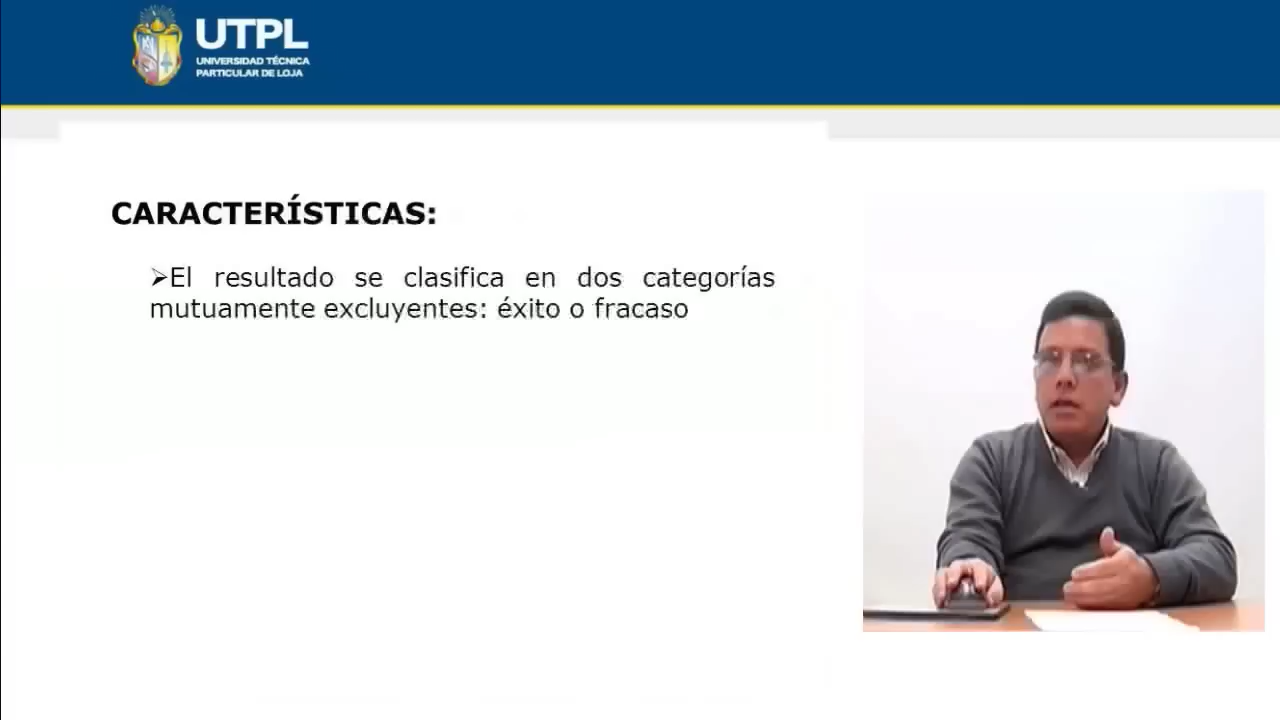 UTPL
UNIVERSIDAD TÉCNICA
PARTICULAR DE LOJA
CARACTERÍSTICAS:
➢El resultado se clasifica en dos categorías
mutuamente excluyentes: éxito o fracaso